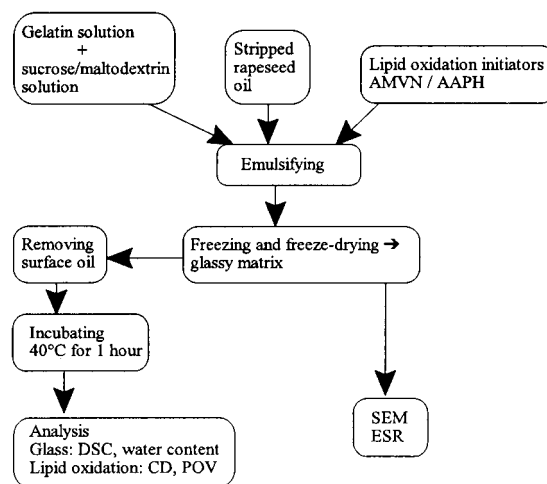 Gelatin solution
+
sucrose/maltodextrin
solution
Stripped
rapeseed
oil
Lipid oxidation initiators
AMVN / AAPH
Emulsifying
Removing
surface oil
Freezing and freeze-drying ➔
glassy matrix
Incubating
40°C for 1 hour
Analysis
Glass: DSC, water content
Lipid oxidation: CD, POV
SEM
ESR